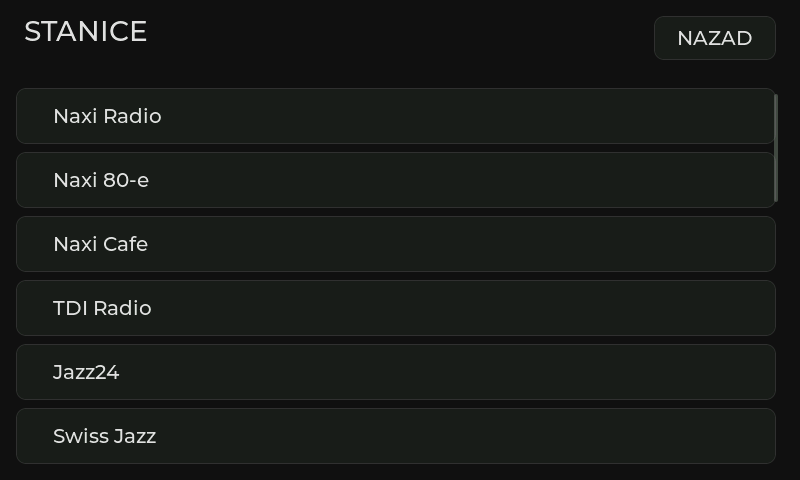 STANICE
NAZAD
Naxi Radio
Naxi 80-e
Naxi Cafe
TDI Radio
Jazz24
Swiss Jazz